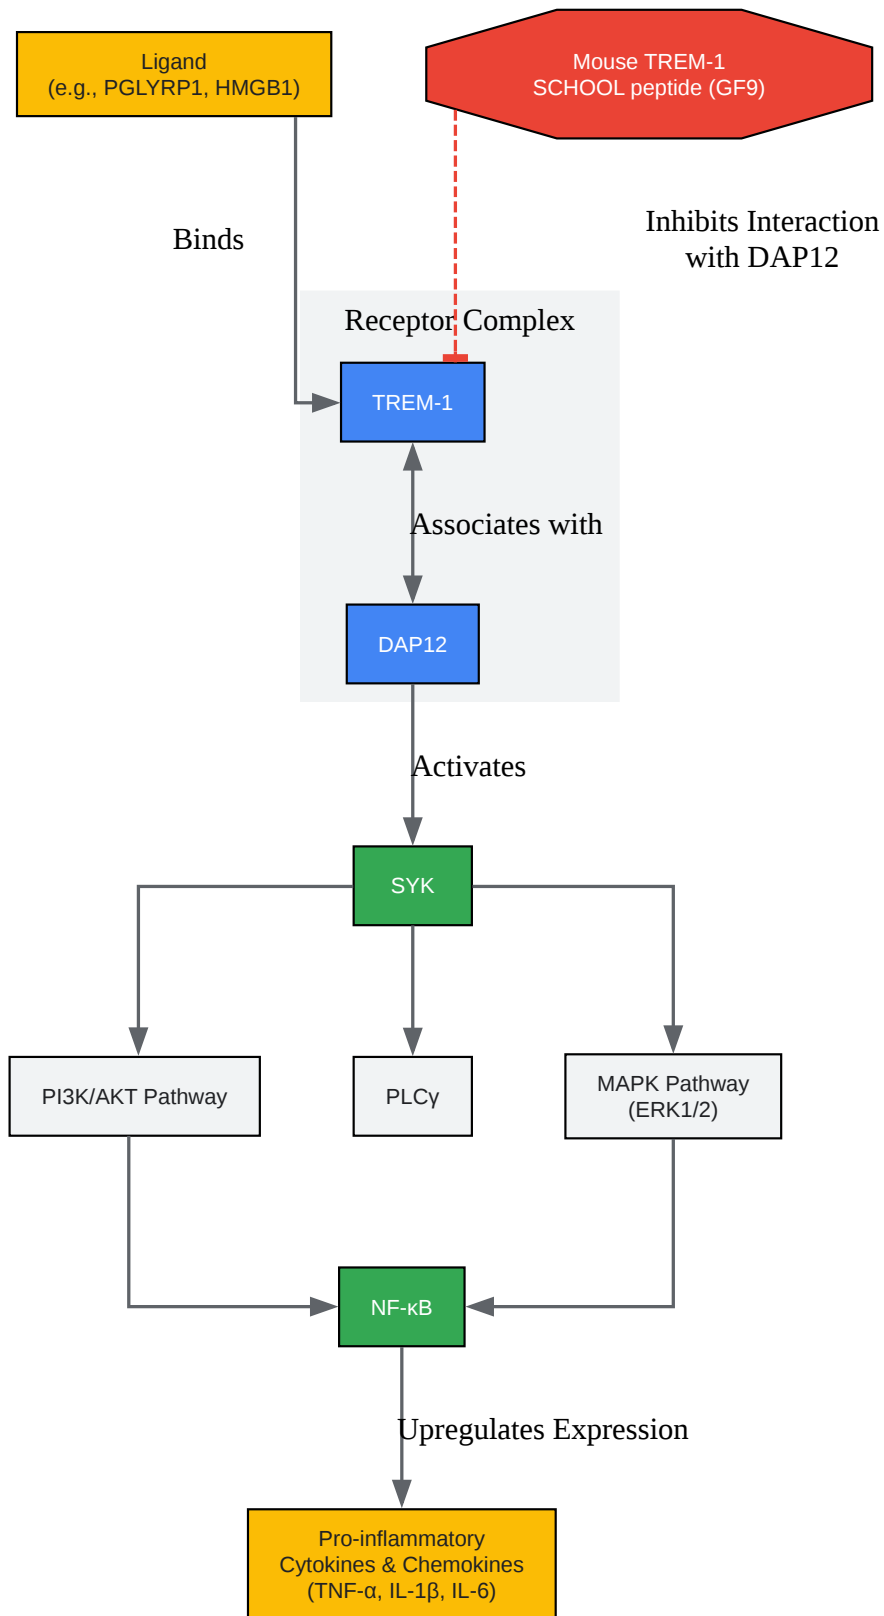 Ligand
(e.g., PGLYRP1, HMGB1)
Mouse TREM-1
SCHOOL peptide (GF9)
Binds
Inhibits Interaction
with DAP12
Receptor Complex
TREM-1
Associates with
DAP12
Activates
SYK
PI3K/AKT Pathway
PLCγ
MAPK Pathway
(ERK1/2)
NF-κB
Upregulates Expression
Pro-inflammatory
Cytokines & Chemokines
(TNF-α, IL-1β, IL-6)